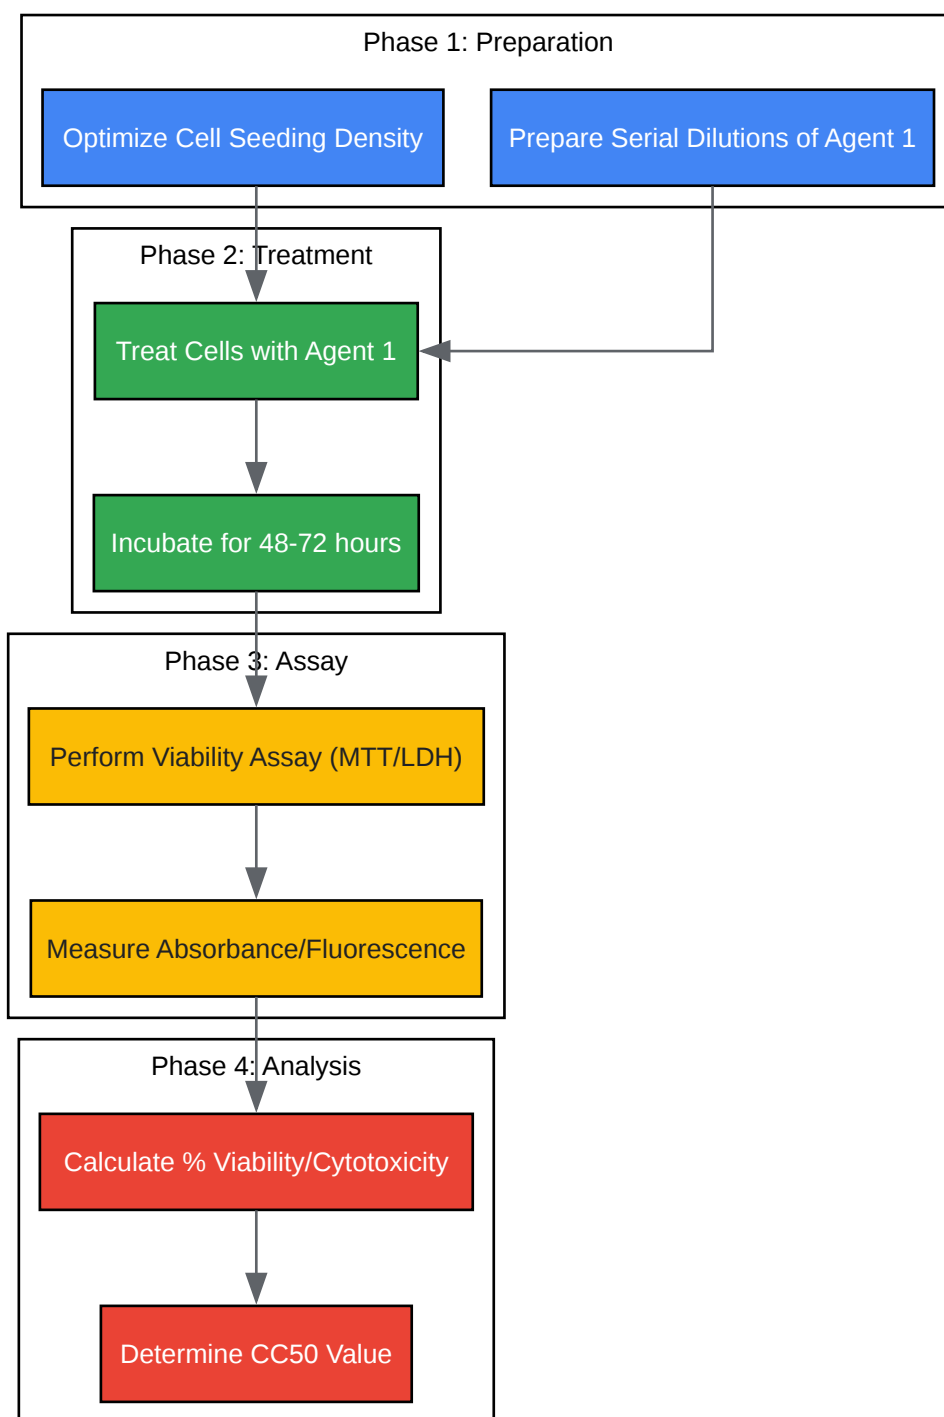 Phase 1: Preparation
Optimize Cell Seeding Density
Prepare Serial Dilutions of Agent 1
Phase 2: Treatment
Treat Cells with Agent 1
Incubate for 48-72 hours
Phase 3: Assay
Perform Viability Assay (MTT/LDH)
Measure Absorbance/Fluorescence
Phase 4: Analysis
Calculate % Viability/Cytotoxicity
Determine CC50 Value